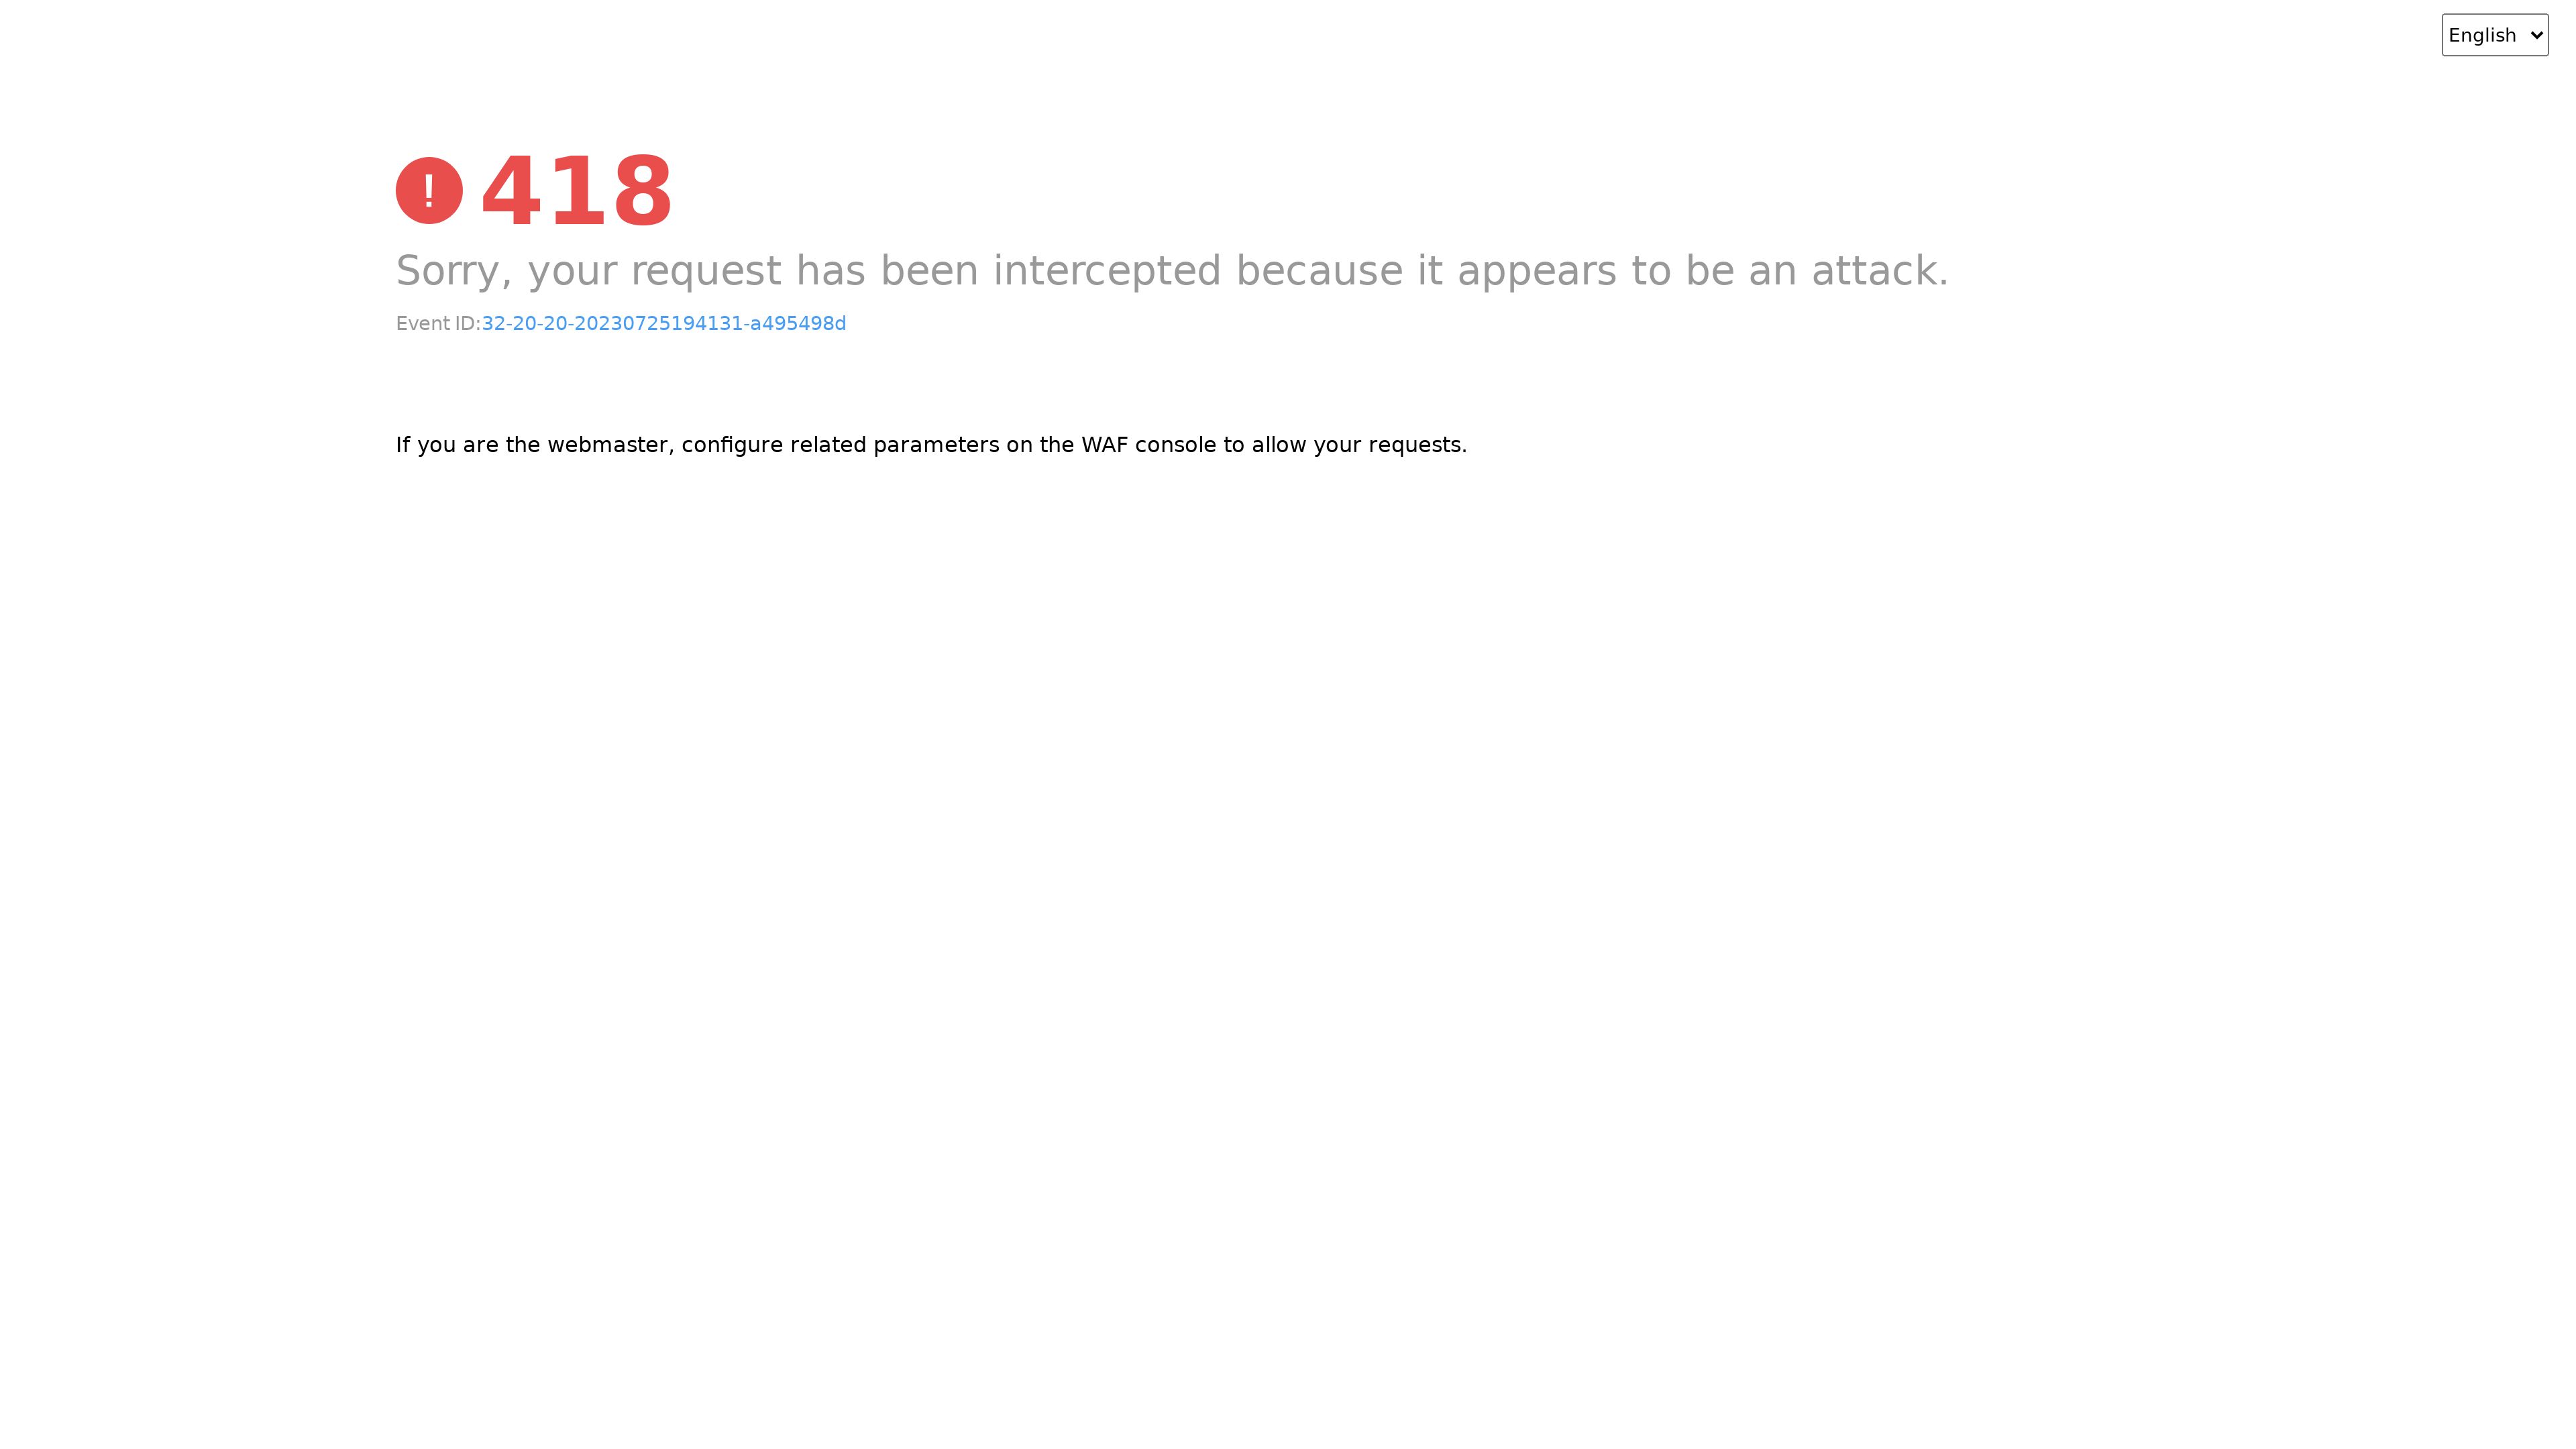 English
! 418
Sorry, your request has been intercepted because it appears to be an attack.
Event ID:32-20-20-20230725194131-a495498d
If you are the webmaster, configure related parameters on the WAF console to allow your requests.